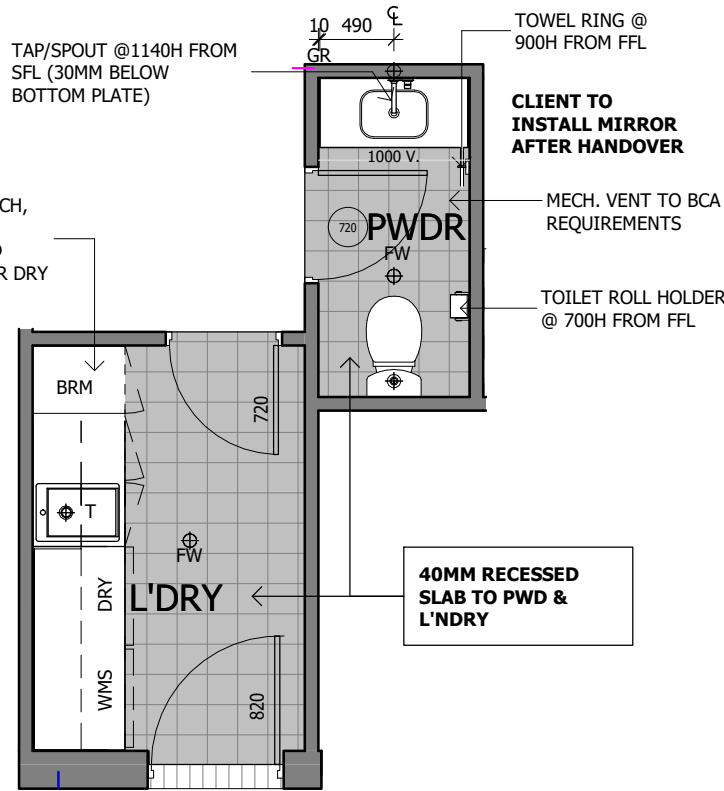 10 490
GR
TAP/SPOUT @1140H FROM
SFL (30MM BELOW
BOTTOM PLATE)
TOWEL RING @
900H FROM FFL
CLIENT TO
INSTALL MIRROR
AFTER HANDOVER
1000 V.
CH,
R DRY
MECH. VENT TO BCA
REQUIREMENTS
720
PWDR
FW
TOILET ROLL HOLDER
@ 700H FROM FFL
BRM
720
T
FW
DRY
L'DRY
WMS
820
40MM RECESSED
SLAB TO PWD &
L'NDRY